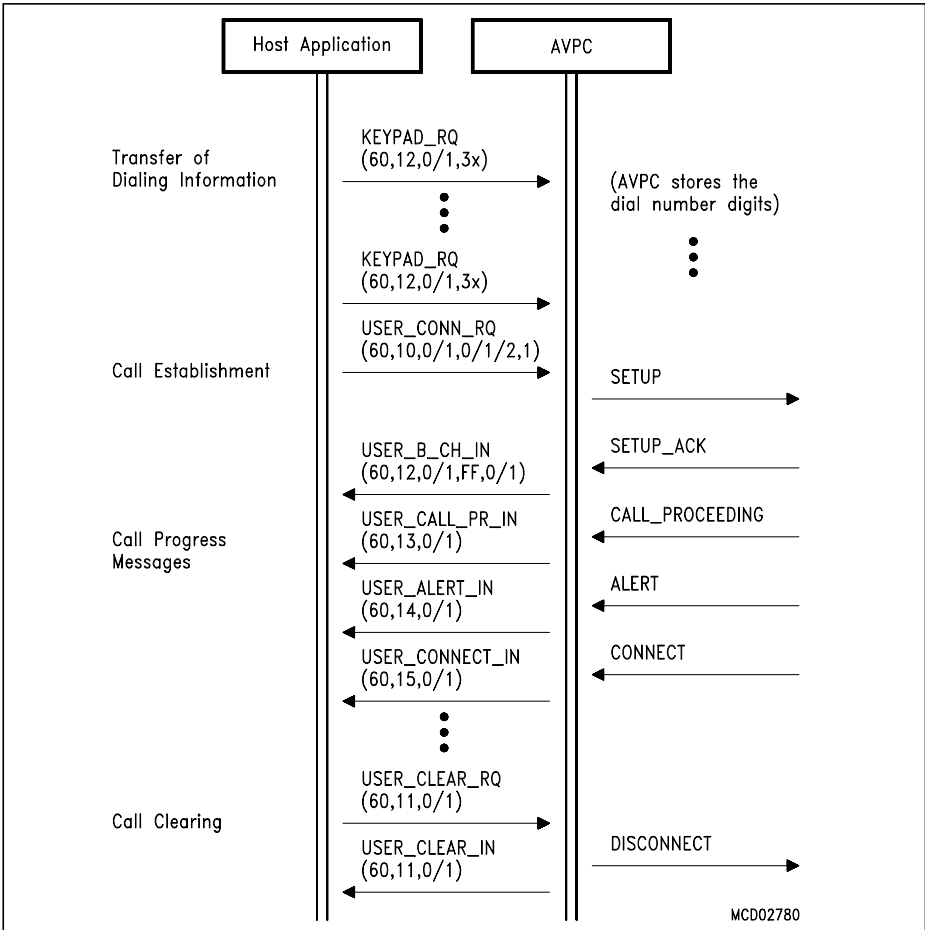 Host Application
AVPC
Transfer of
Dialing Information
KEYPAD_RQ
(60,12,0/1,3x)
(AVPC stores the
dial number digits)
KEYPAD_RQ
(60,12,0/1,3x)
Call Establishment
USER_CONN_RQ
(60,10,0/1,0/1/2,1)
SETUP
SETUP_ACK
USER_B_CH_IN
(60,12,0/1,FF,0/1)
Call Progress
Messages
CALL_PROCEEDING
USER_CALL_PR_IN
(60,13,0/1)
ALERT
USER_ALERT_IN
(60,14,0/1)
CONNECT
USER_CONNECT_IN
(60,15,0/1)
Call Clearing
USER_CLEAR_RQ
(60,11,0/1)
DISCONNECT
USER_CLEAR_IN
(60,11,0/1)
MCD02780